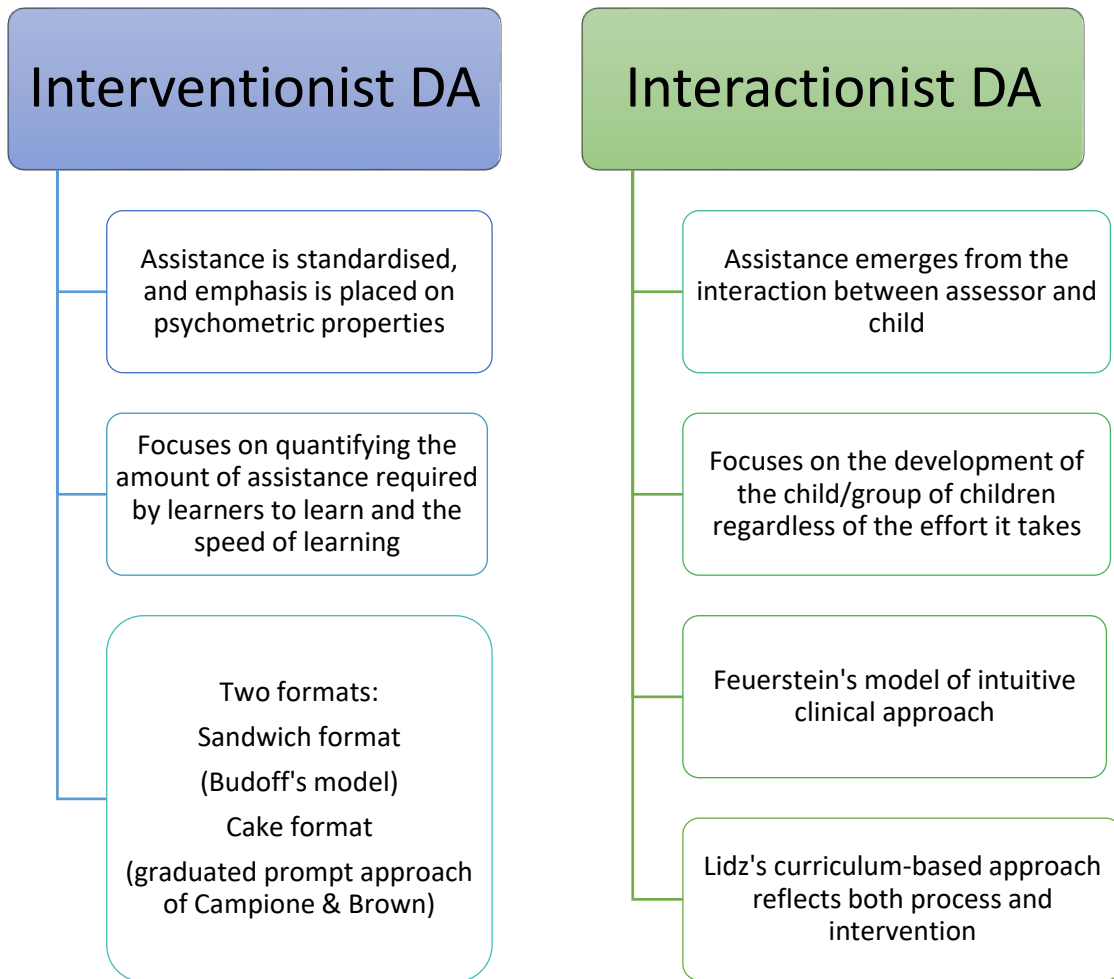 Interventionist DA
Assistance is standardised,
and emphasis is placed on
psychometric properties
Focuses on quantifying the
amount of assistance required
by learners to learn and the
speed of learning
Two formats:
Sandwich format
(Budoff's model)
Cake format
(graduated prompt approach
of Campione & Brown)
Interactionist DA
Assistance emerges from the
interaction between assessor and
child
Focuses on the development of
the child/group of children
regardless of the effort it takes
Feuerstein's model of intuitive
clinical approach
Lidz's curriculum-based approach
reflects both process and
intervention